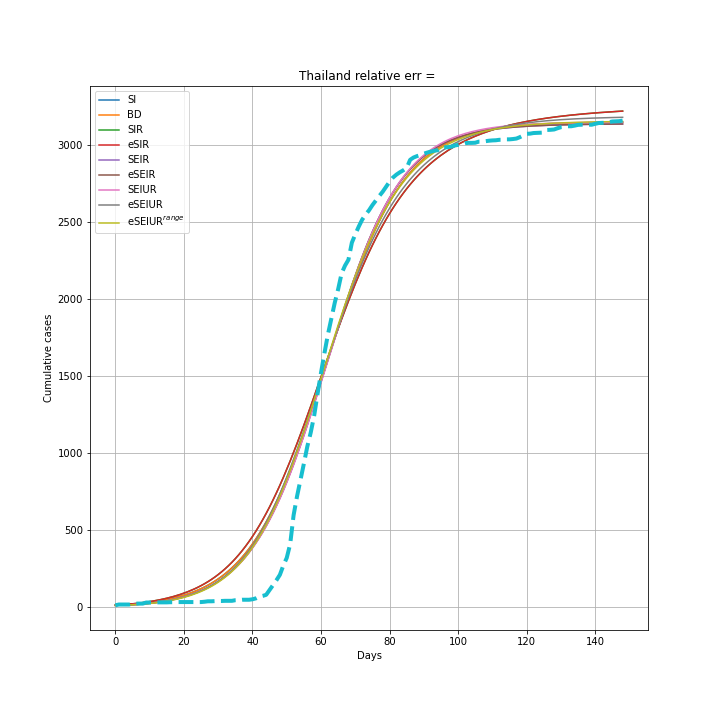 Thailand relative err =
SI
BD
SIR
eSIR
SEIR
eSEIR
SEIUR
eSEIUR
eSEIUR^range
3000
2500
2000
1500
1000
500
0
Cumulative cases
0 20 40 60 80 100 120 140
Days